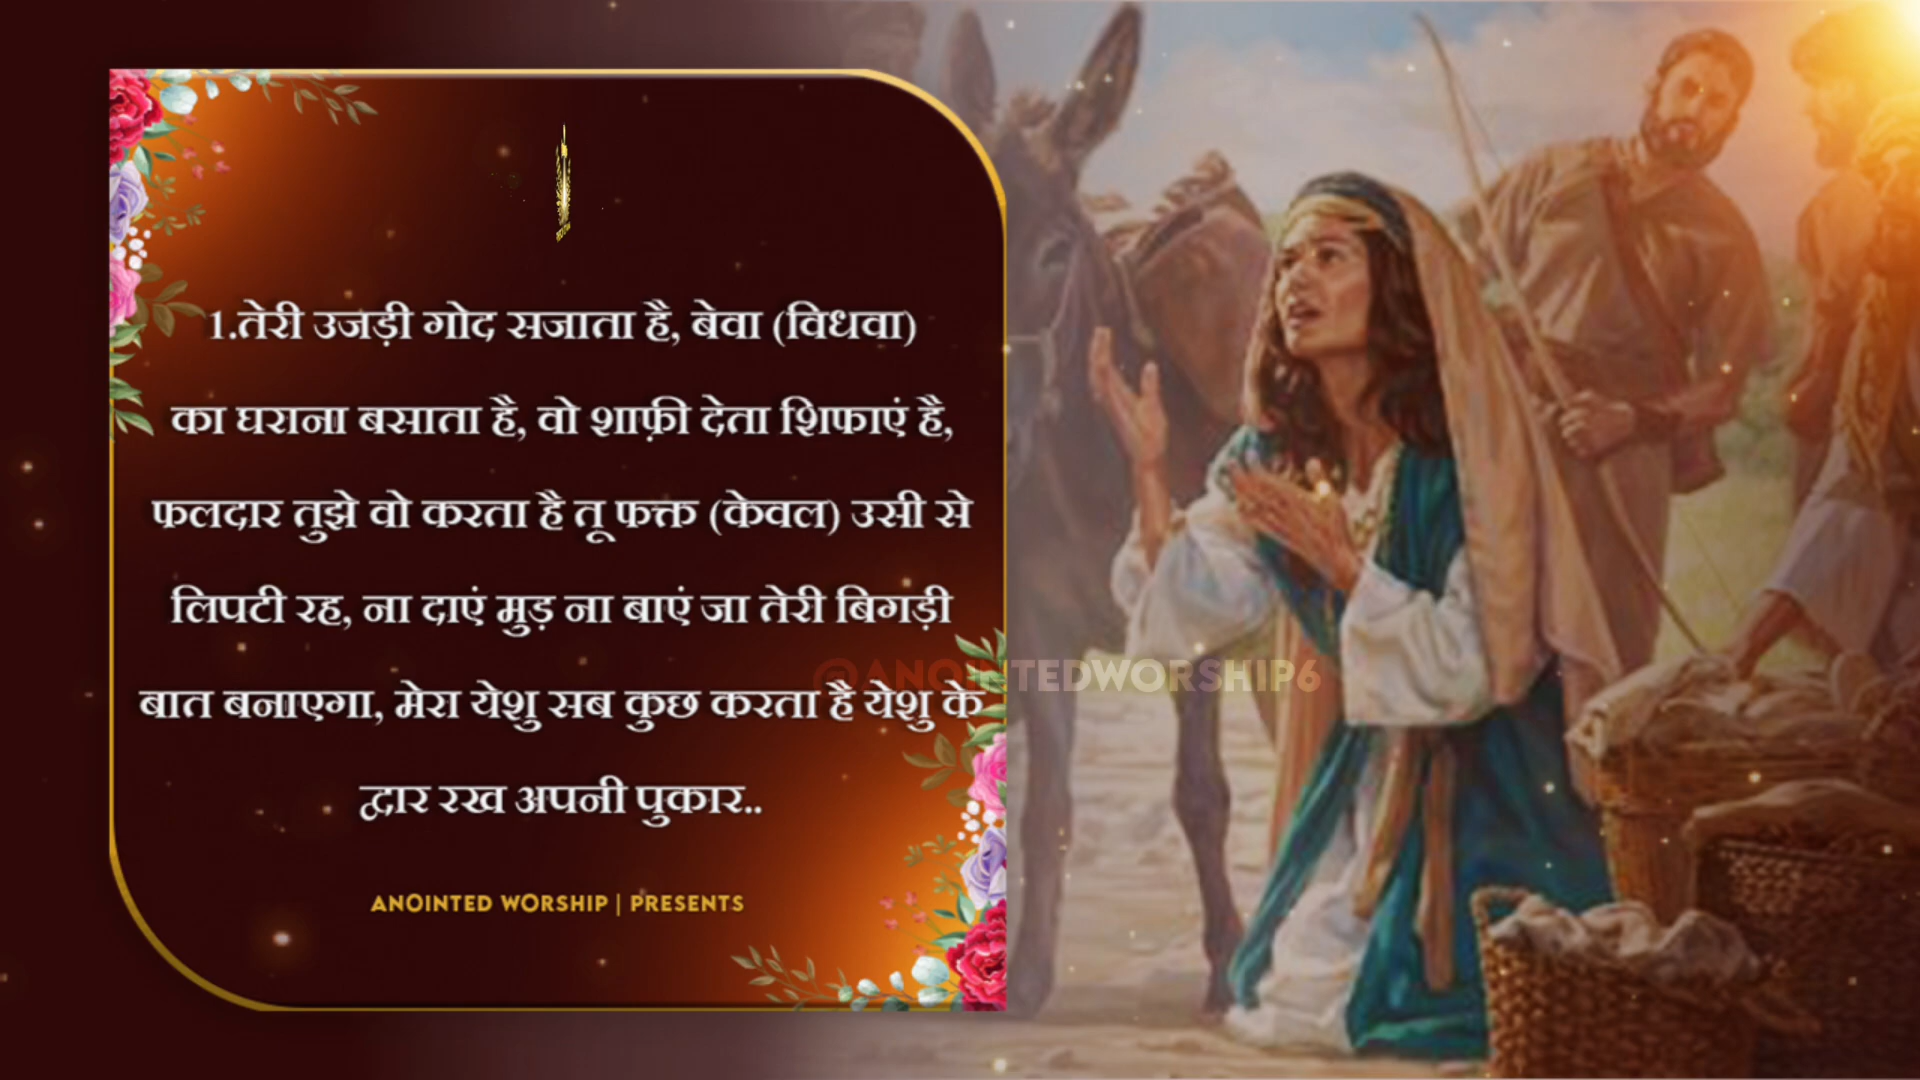 1.तेरी उजड़ी गोद सजाता है, बेवा (विधवा)
का घराना बसाता है, वो शाफ़ी देता शिफाएं है,
फलदार तुझे वो करता है तू फक्त (केवल) उसी से
लिपटी रह, ना दाएं मुड़ ना बाएं जा तेरी बिगड़ी
बात बनाएगा, मेरा येशु सब कुछ करता है येशु के
द्वार रख अपनी पुकार..
@ANOINTEDWORSHIP6
ANOINTED WORSHIP | PRESENTS